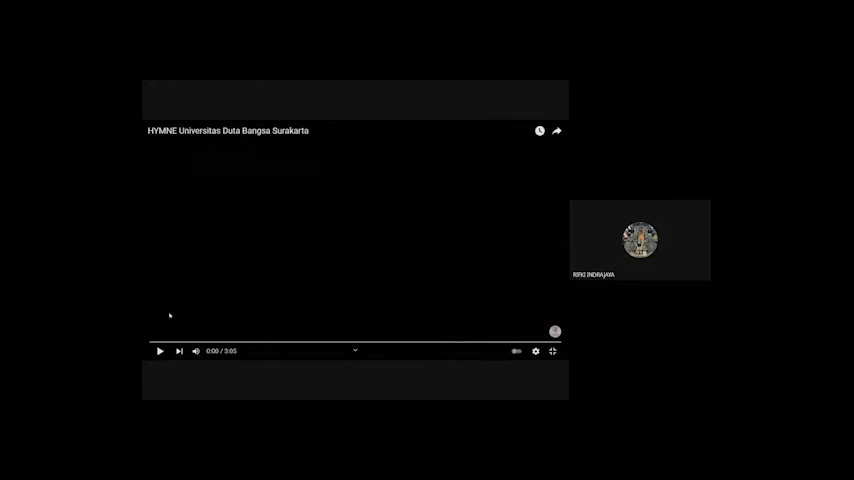 HYMNE Universitas Duta Bangsa Surakarta
RIFKI INDRAJAYA
0:00 / 3:05